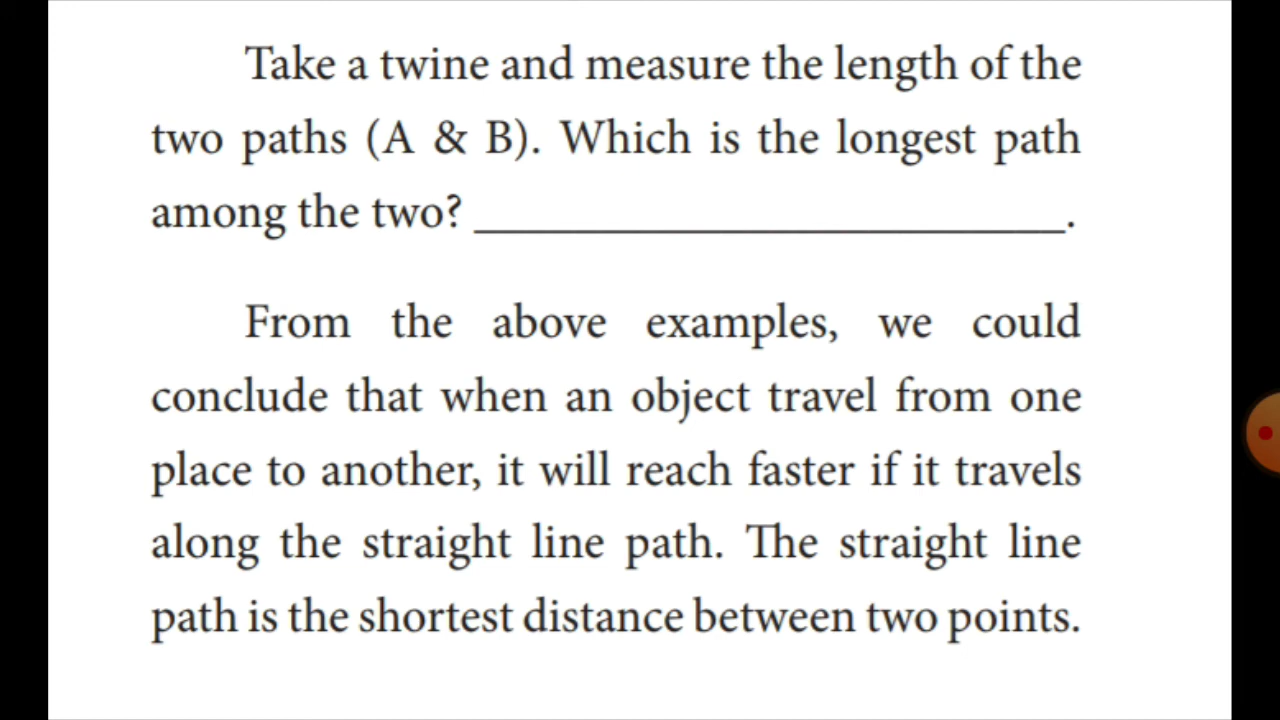 Take a twine and measure the length of the
two paths (A & B). Which is the longest path
among the two? _________________________.
From the above examples, we could
conclude that when an object travel from one
place to another, it will reach faster if it travels
along the straight line path. The straight line
path is the shortest distance between two points.